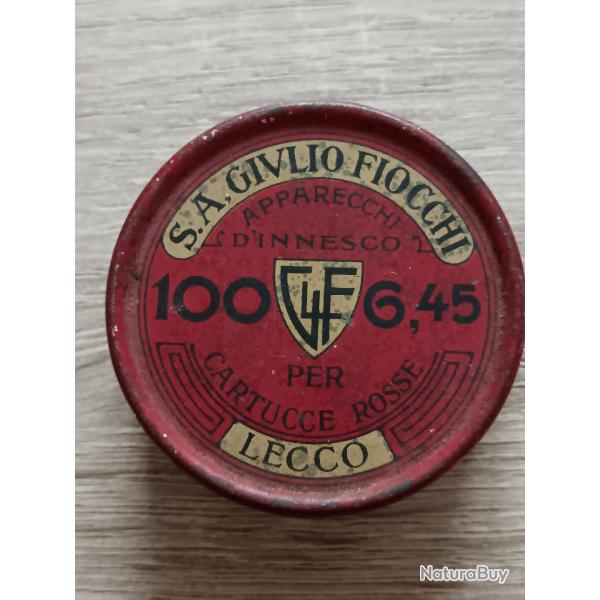 S.A. GIVLIO FIOCCHI
APPARECCHI
D'INNESCO
100 GF 6,45
PER
CARTUCCE ROSSE
LECCO
NaturaBuy